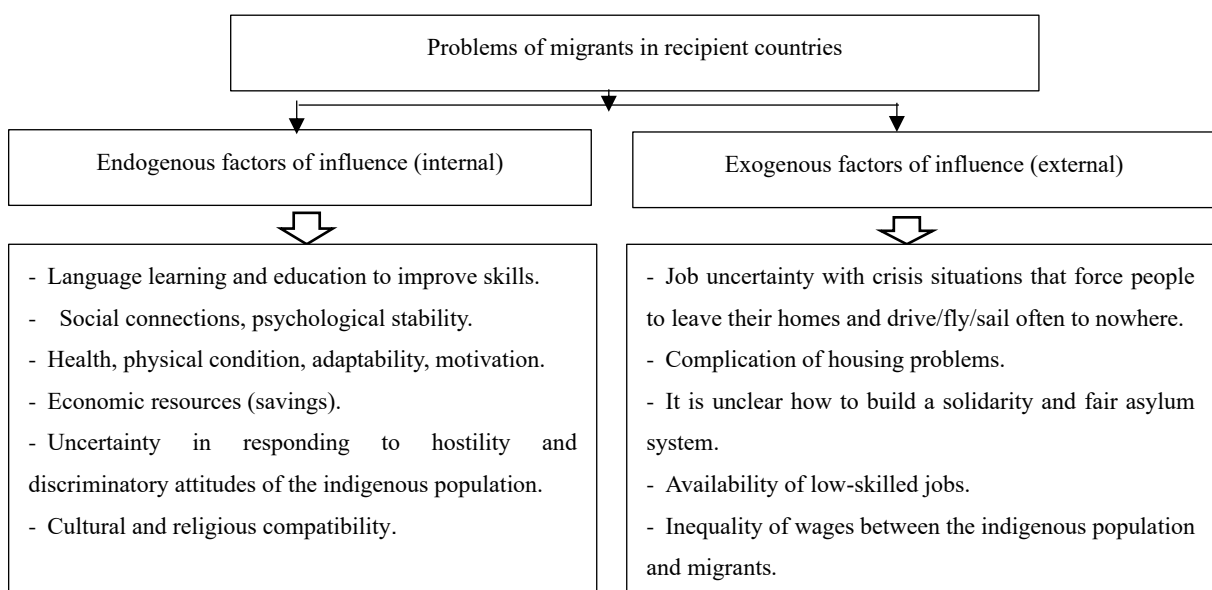 Problems of migrants in recipient countries
Endogenous factors of influence (internal)
Exogenous factors of influence (external)
- Language learning and education to improve skills.
- Social connections, psychological stability.
- Health, physical condition, adaptability, motivation.
- Economic resources (savings).
- Uncertainty in responding to hostility and
discriminatory attitudes of the indigenous population.
- Cultural and religious compatibility.
- Job uncertainty with crisis situations that force people
to leave their homes and drive/fly/sail often to nowhere.
- Complication of housing problems.
- It is unclear how to build a solidarity and fair asylum
system.
- Availability of low-skilled jobs.
- Inequality of wages between the indigenous population
and migrants.